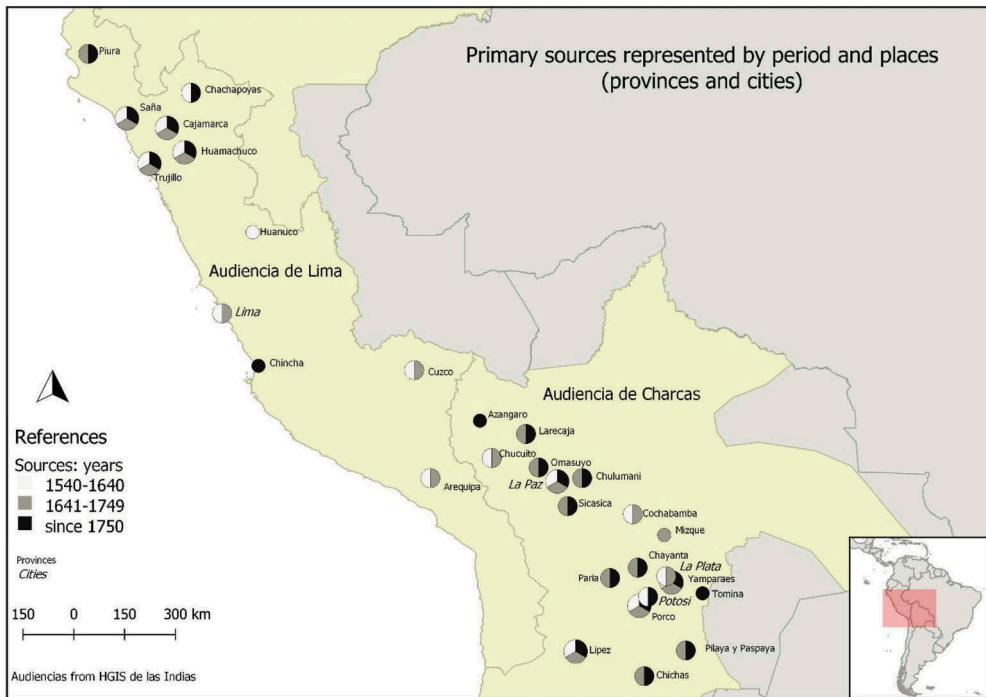 Primary sources represented by period and places
(provinces and cities)
Piura
Chachapoyas
Saña
Cajamarca
Huamachuco
Trujillo
Huanuco
Audiencia de Lima
Lima
Chincha
Cuzco
Audiencia de Charcas
Azangaro
Larecaja
Chucuito
Omasuyo
La Paz
Chulumani
Arequipa
Sicasica
Cochabamba
Mizque
Chayanta
La Plata
Paria
Yamparaes
Tomina
Potosi
Porco
Lipez
Pilaya y Paspaya
Chichas
References
Sources: years
1540-1640
1641-1749
since 1750
Provinces
Cities
150 0 150 300 km
Audiencias from HGIS de las Indias